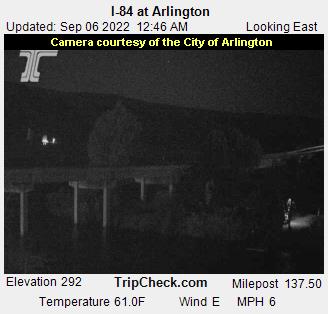 I-84 at Arlington
Updated: Sep 06 2022 12:46 AM Looking East
Camera courtesy of the City of Arlington
Elevation 292 TripCheck.com Milepost 137.50
Temperature 61.0F Wind E MPH 6